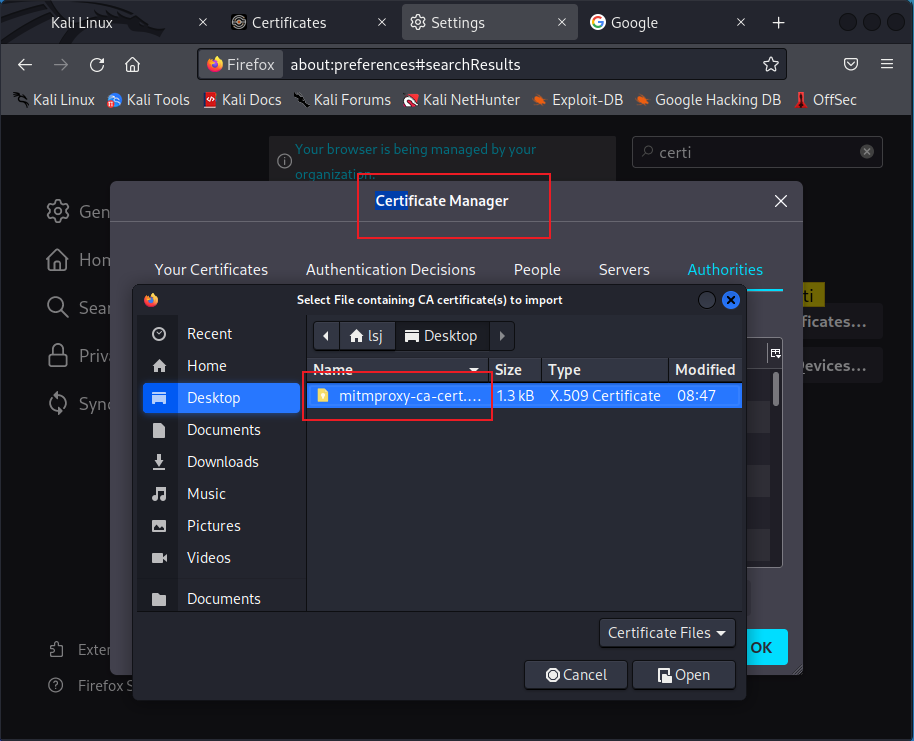 Kali Linux
Certificates
Settings
Google
Firefox
about:preferences#searchResults
Kali Linux
Kali Tools
Kali Docs
Kali Forums
Kali NetHunter
Exploit-DB
Google Hacking DB
OffSec
Your browser is being managed by your
organization.
certi
Gen
Certificate Manager
Hom
Your Certificates
Authentication Decisions
People
Servers
Authorities
Sear
Select File containing CA certificate(s) to import
ti
ificates...
Recent
lsj
Desktop
Priva
Home
Name
Size
Type
Modified
Devices...
Sync
Desktop
mitmproxy-ca-cert....
1.3 kB
X.509 Certificate
08:47
Documents
Downloads
Music
Pictures
Videos
Documents
Certificate Files
Exter
OK
Cancel
Open
Firefox S